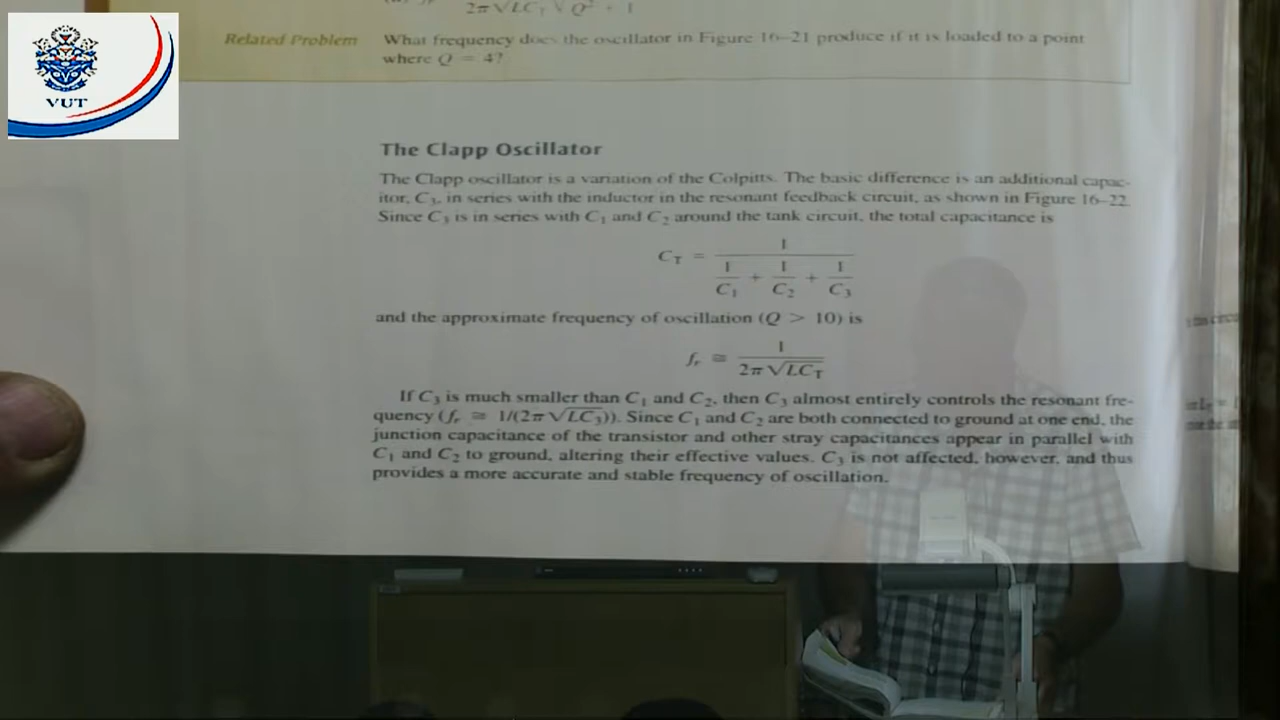 VUT
2π√LC_T √Q² + 1
Related Problem What frequency does the oscillator in Figure 16–21 produce if it is loaded to a point
where Q = 4?
The Clapp Oscillator
The Clapp oscillator is a variation of the Colpitts. The basic difference is an additional capac-
itor, C₃, in series with the inductor in the resonant feedback circuit, as shown in Figure 16–22.
Since C₃ is in series with C₁ and C₂ around the tank circuit, the total capacitance is
C_T = 1 / (1/C₁ + 1/C₂ + 1/C₃)
and the approximate frequency of oscillation (Q > 10) is
fᵣ ≅ 1 / (2π√LC_T)
If C₃ is much smaller than C₁ and C₂, then C₃ almost entirely controls the resonant fre-
quency (fᵣ ≅ 1/(2π√LC₃)). Since C₁ and C₂ are both connected to ground at one end, the
junction capacitance of the transistor and other stray capacitances appear in parallel with
C₁ and C₂ to ground, altering their effective values. C₃ is not affected, however, and thus
provides a more accurate and stable frequency of oscillation.